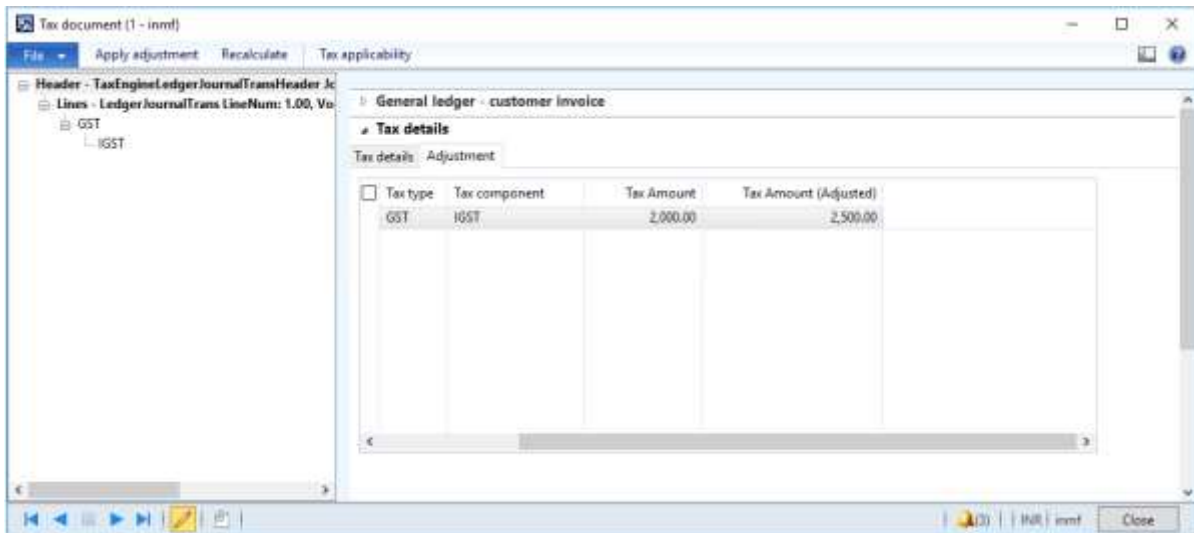 Tax document (1 - inmf)
File Apply adjustment Recalculate Tax applicability
Header - TaxEngineLedgerJournalTransHeader Jc
Lines - LedgerJournalTrans LineNum: 1.00, Vo
GST
IGST
General ledger - customer invoice
Tax details
Tax details Adjustment
Tax type Tax component Tax Amount Tax Amount (Adjusted)
GST IGST 2,000.00 2,500.00
(3) INR inmf Close